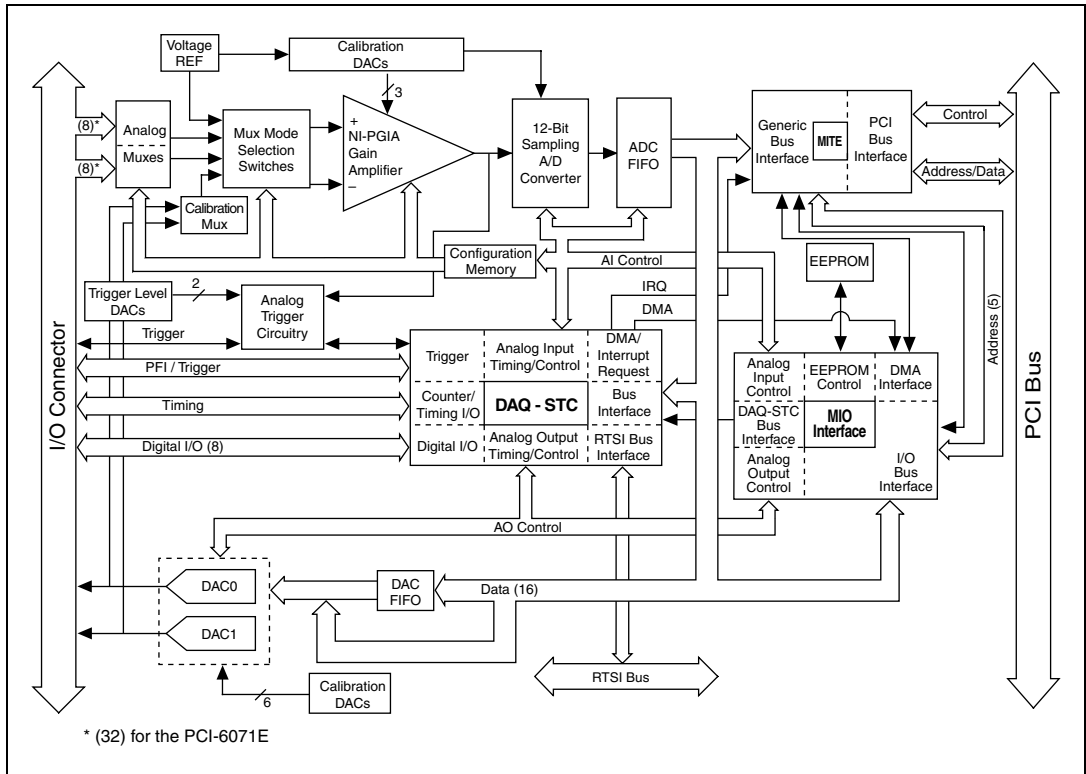 Voltage
REF
Calibration
DACs
3
(8)*
(8)*
Analog
Muxes
Mux Mode
Selection
Switches
+
NI-PGIA
Gain
Amplifier
–
12-Bit
Sampling
A/D
Converter
ADC
FIFO
Generic
Bus
Interface
MITE
PCI
Bus
Interface
Control
Address/Data
Calibration
Mux
Configuration
Memory
AI Control
EEPROM
IRQ
DMA
Address (5)
Trigger Level
DACs
2
Analog
Trigger
Circuitry
Trigger
I/O Connector
PCI Bus
PFI / Trigger
Timing
Digital I/O (8)
Trigger
Analog Input
Timing/Control
DMA/
Interrupt
Request
Counter/
Timing I/O
DAQ - STC
Bus
Interface
Digital I/O
Analog Output
Timing/Control
RTSI Bus
Interface
Analog
Input
Control
EEPROM
Control
DMA
Interface
DAQ-STC
Bus
Interface
MIO
Interface
Analog
Output
Control
I/O
Bus
Interface
AO Control
DAC0
DAC1
DAC
FIFO
Data (16)
6
Calibration
DACs
RTSI Bus
* (32) for the PCI-6071E